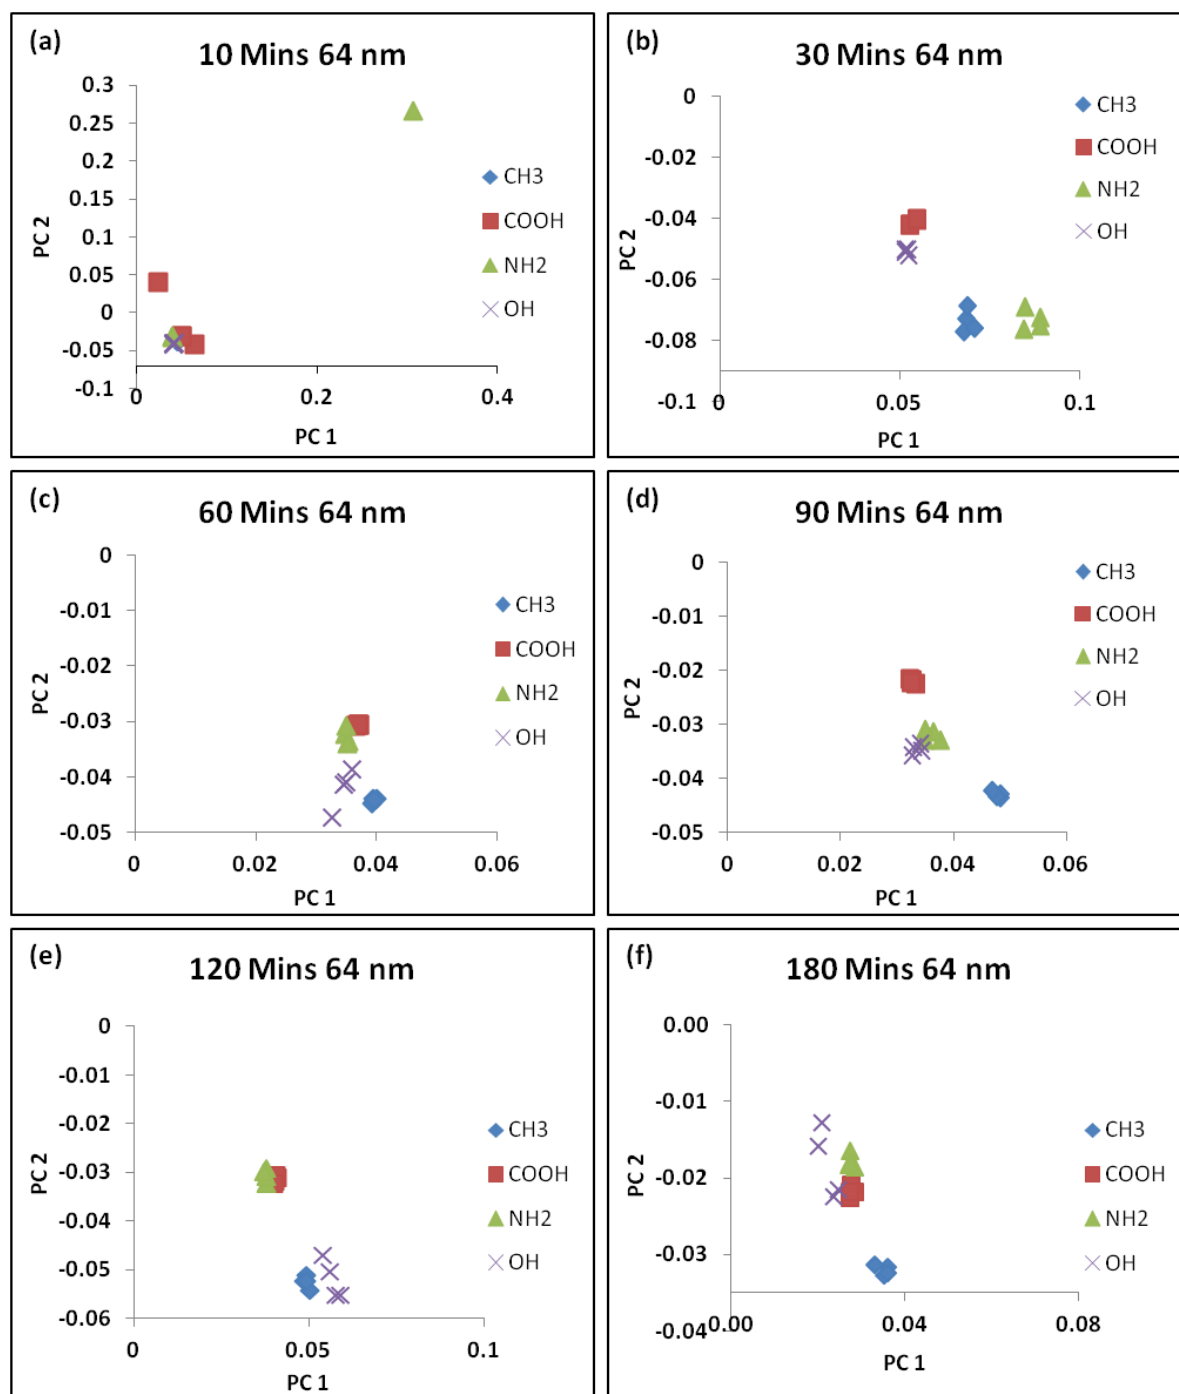 (a)
10 Mins 64 nm
0.3
0.25
0.2
0.15
0.1
0.05
0
-0.05
-0.1
PC 2
0
0.2
0.4
PC 1
CH3
COOH
NH2
OH
(b)
30 Mins 64 nm
0
-0.02
-0.04
-0.06
-0.08
-0.1
PC 2
0
0.05
0.1
PC 1
CH3
COOH
NH2
OH
(c)
60 Mins 64 nm
0
-0.01
-0.02
-0.03
-0.04
-0.05
PC 2
0
0.02
0.04
0.06
PC 1
CH3
COOH
NH2
OH
(d)
90 Mins 64 nm
0
-0.01
-0.02
-0.03
-0.04
-0.05
PC 2
0
0.02
0.04
0.06
PC 1
CH3
COOH
NH2
OH
(e)
120 Mins 64 nm
0
-0.01
-0.02
-0.03
-0.04
-0.05
-0.06
PC 2
0
0.05
0.1
PC 1
CH3
COOH
NH2
OH
(f)
180 Mins 64 nm
0.00
-0.01
-0.02
-0.03
-0.04
PC 2
0.00
0.04
0.08
PC 1
CH3
COOH
NH2
OH